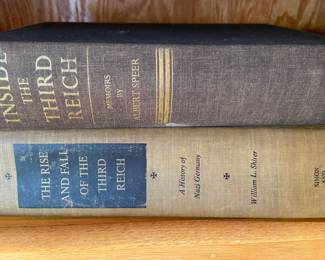 INSIDE
THE
THIRD
REICH
MEMOIRS
BY
ALBERT SPEER
THE RISE
AND FALL
OF THE
THIRD
REICH
A History of
Nazi Germany
William L. Shirer
SIMON
AND